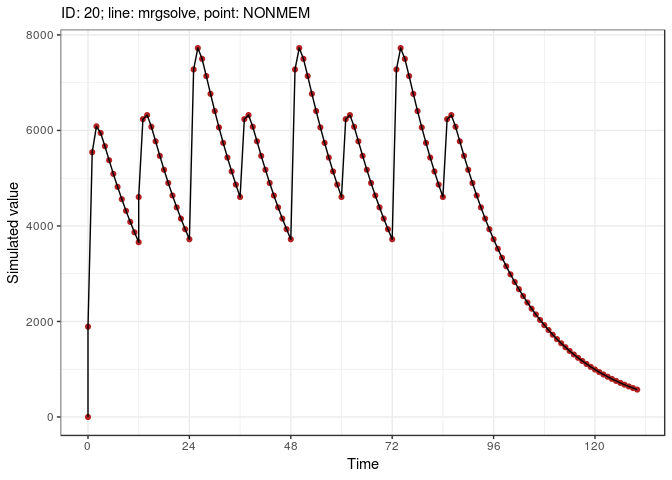 ID: 20; line: mrgsolve, point: NONMEM
8000
6000
4000
2000
0
Simulated value
0 24 48 72 96 120
Time